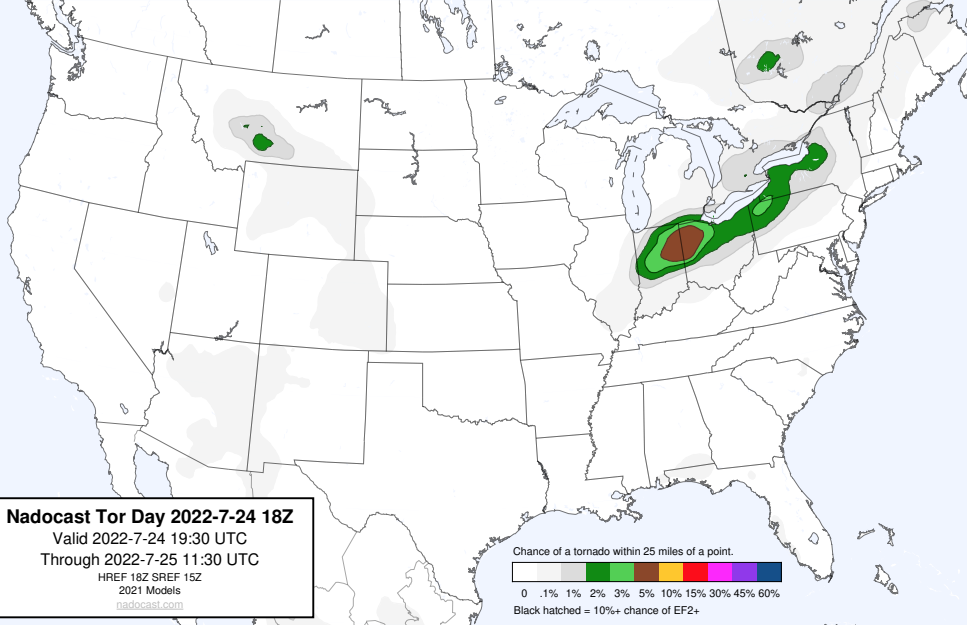 Nadocast Tor Day 2022-7-24 18Z
Valid 2022-7-24 19:30 UTC
Through 2022-7-25 11:30 UTC
HREF 18Z SREF 15Z
2021 Models
nadocast.com
Chance of a tornado within 25 miles of a point.
0 .1% 1% 2% 3% 5% 10% 15% 30% 45% 60%
Black hatched = 10%+ chance of EF2+